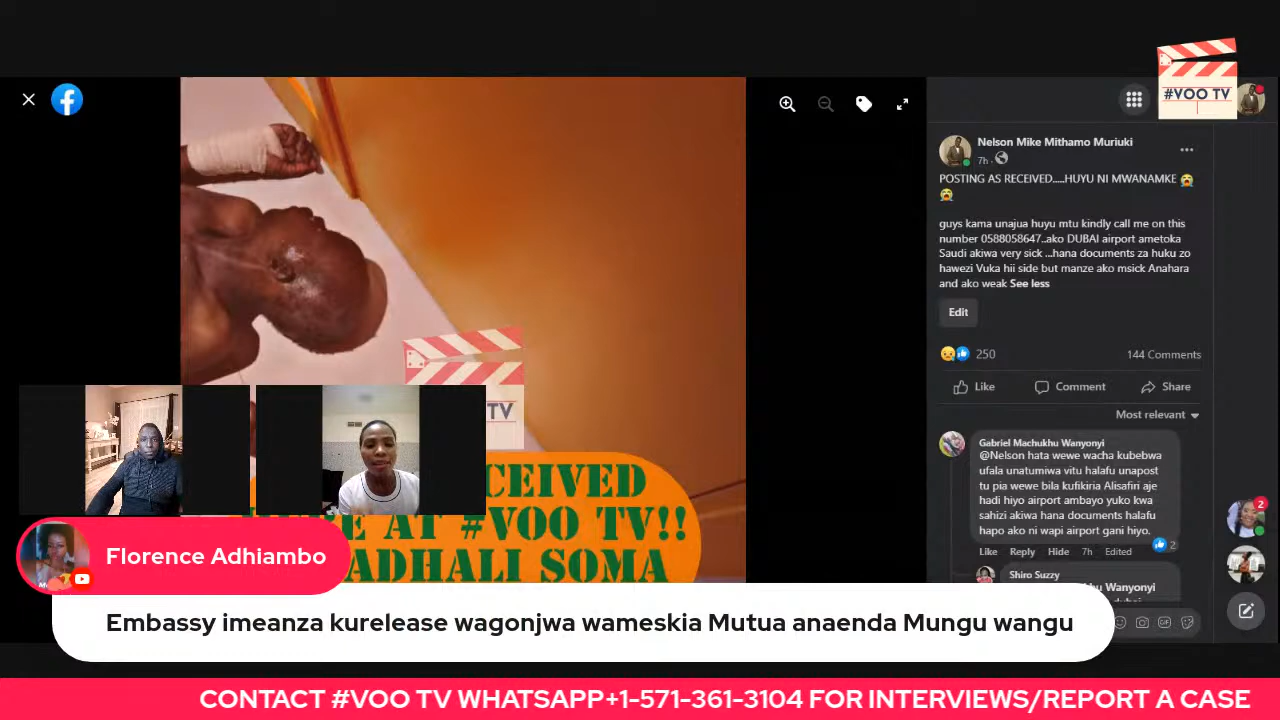 #VOO TV
Nelson Mike Mithamo Muriuki
7h
POSTING AS RECEIVED.....HUYU NI MWANAMKE
guys kama unajua huyu mtu kindly call me on this
number 0588058647..ako DUBAI airport ametoka
Saudi akiwa very sick ...hana documents za huku zo
hawezi Vuka hii side but manze ako msick Anahara
and ako weak See less
Edit
250
144 Comments
Like Comment Share
Most relevant
Gabriel Machukhu Wanyonyi
@Nelson hata wewe wacha kubebwa
ufala unatumiwa vitu halafu unapost
tu pia wewe bila kufikiria Alisafiri aje
hadi hiyo airport ambayo yuko kwa
sahizi akiwa hana documents halafu
hapo ako ni wapi airport gani hiyo.
2
Like Reply Hide 7h Edited
Shiro Suzzy
Wanyonyi
2
TV
CEIVED
AT #VOO TV!!
ADHALI SOMA
Florence Adhiambo
Embassy imeanza kurelease wagonjwa wameskia Mutua anaenda Mungu wangu
GIF
CONTACT #VOO TV WHATSAPP+1-571-361-3104 FOR INTERVIEWS/REPORT A CASE